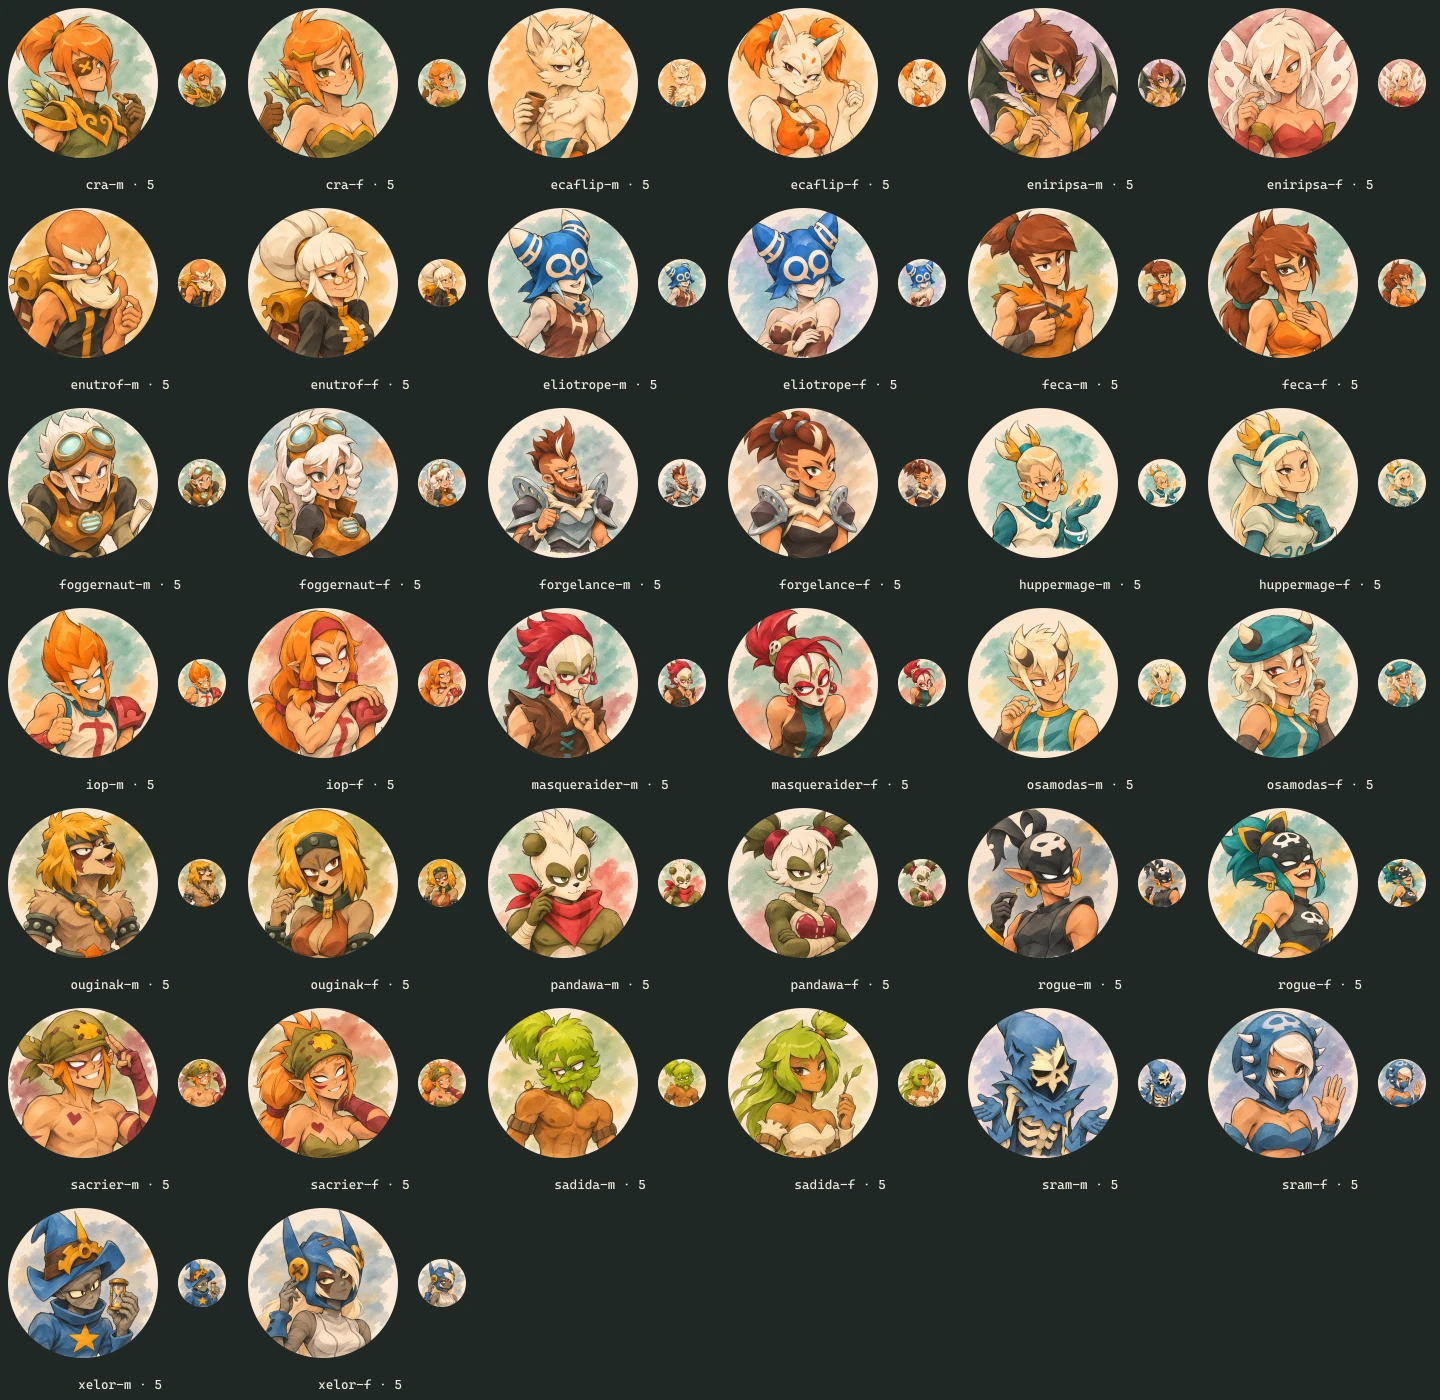 cra-m · 5
cra-f · 5
ecaflip-m · 5
ecaflip-f · 5
eniripsa-m · 5
eniripsa-f · 5
enutrof-m · 5
enutrof-f · 5
eliotrope-m · 5
eliotrope-f · 5
feca-m · 5
feca-f · 5
foggernaut-m · 5
foggernaut-f · 5
forgelance-m · 5
forgelance-f · 5
huppermage-m · 5
huppermage-f · 5
iop-m · 5
iop-f · 5
masqueraider-m · 5
masqueraider-f · 5
osamodas-m · 5
osamodas-f · 5
ouginak-m · 5
ouginak-f · 5
pandawa-m · 5
pandawa-f · 5
rogue-m · 5
rogue-f · 5
sacrier-m · 5
sacrier-f · 5
sadida-m · 5
sadida-f · 5
sram-m · 5
sram-f · 5
xelor-m · 5
xelor-f · 5